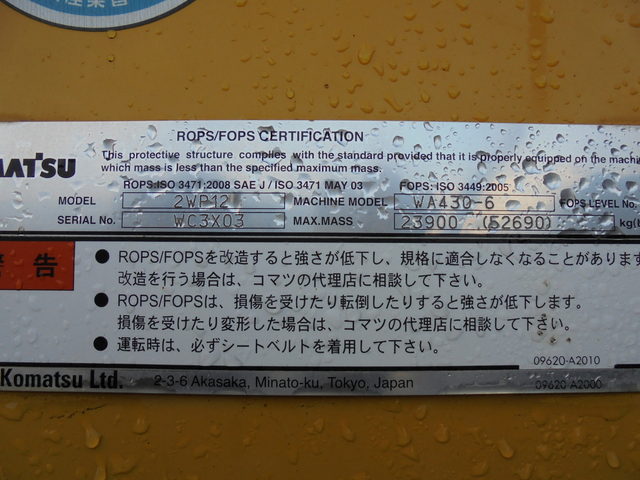 ROPS/FOPS CERTIFICATION
MATSU
This protective structure complies with the standard provided that it is properly equipped on the machine
which mass is less than the specified maximum mass.
ROPS: ISO 3471:2008 SAE J / ISO 3471 MAY 03 FOPS: ISO 3449:2005
MODEL 2WP12 MACHINE MODEL WA430-6 FOPS LEVEL No.
SERIAL No. WC3X03 MAX.MASS 23900 (52690) kg(lb
警告
● ROPS/FOPSを改造すると強さが低下し、規格に適合しなくなることがあります
改造を行う場合は、コマツの代理店に相談して下さい。
● ROPS/FOPSは、損傷を受けたり転倒したりすると強さが低下します。
損傷を受けたり変形した場合は、コマツの代理店に相談して下さい。
● 運転時は、必ずシートベルトを着用して下さい。
09620-A2010
Komatsu Ltd. 2-3-6 Akasaka, Minato-ku, Tokyo, Japan 09620-A2000